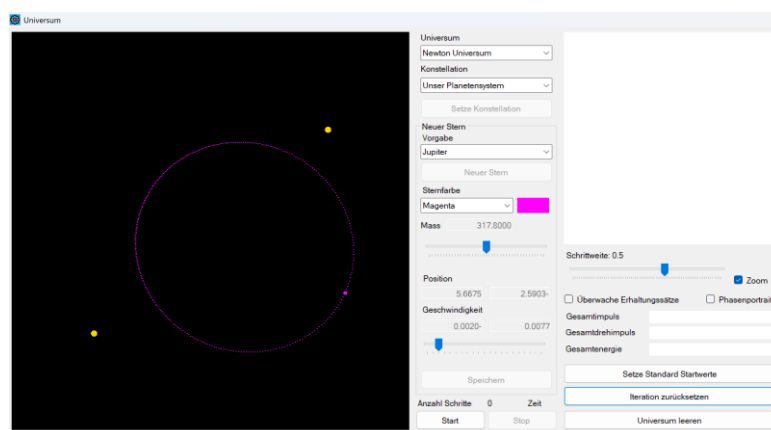 Universum
Universum
Newton Universum
Konstellation
Unser Planetensystem
Setze Konstellation
Neuer Stern
Vorgabe
Jupiter
Neuer Stern
Sternfarbe
Magenta
Mass 317.8000
Position
5.6675 2.5903-
Geschwindigkeit
0.0020- 0.0077
Speichern
Anzahl Schritte 0 Zeit
Start Stop
Schrittweite: 0.5
Zoom
Überwache Erhaltungssätze Phasenportrait
Gesamtimpuls
Gesamtdrehimpuls
Gesamtenergie
Setze Standard Startwerte
Iteration zurücksetzen
Universum leeren